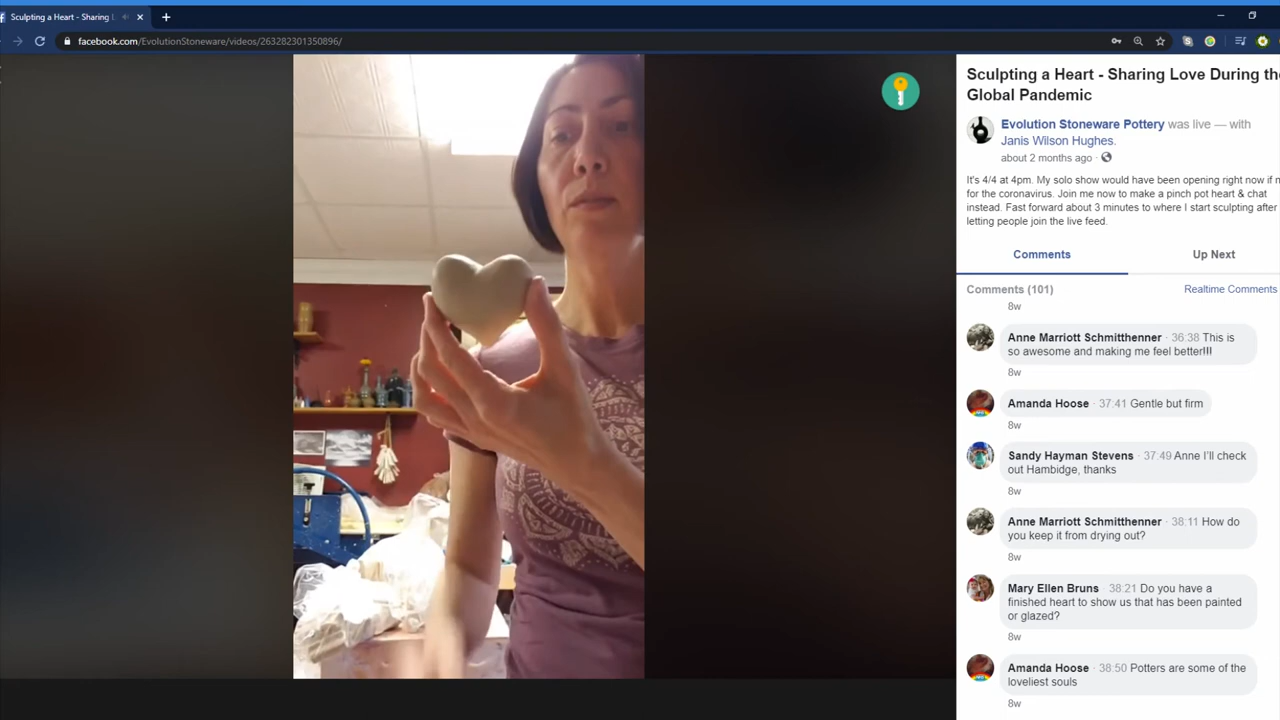 Sculpting a Heart - Sharing L
facebook.com/EvolutionStoneware/videos/263282301350896/
Sculpting a Heart - Sharing Love During the
Global Pandemic
Evolution Stoneware Pottery was live — with
Janis Wilson Hughes.
about 2 months ago
It's 4/4 at 4pm. My solo show would have been opening right now if n
for the coronavirus. Join me now to make a pinch pot heart & chat
instead. Fast forward about 3 minutes to where I start sculpting after
letting people join the live feed.
Comments
Up Next
Comments (101)
Realtime Comments
8w
Anne Marriott Schmitthenner · 36:38 This is
so awesome and making me feel better!!!
8w
Amanda Hoose · 37:41 Gentle but firm
8w
Sandy Hayman Stevens · 37:49 Anne I'll check
out Hambidge, thanks
8w
Anne Marriott Schmitthenner · 38:11 How do
you keep it from drying out?
8w
Mary Ellen Bruns · 38:21 Do you have a
finished heart to show us that has been painted
or glazed?
8w
Amanda Hoose · 38:50 Potters are some of the
loveliest souls
8w